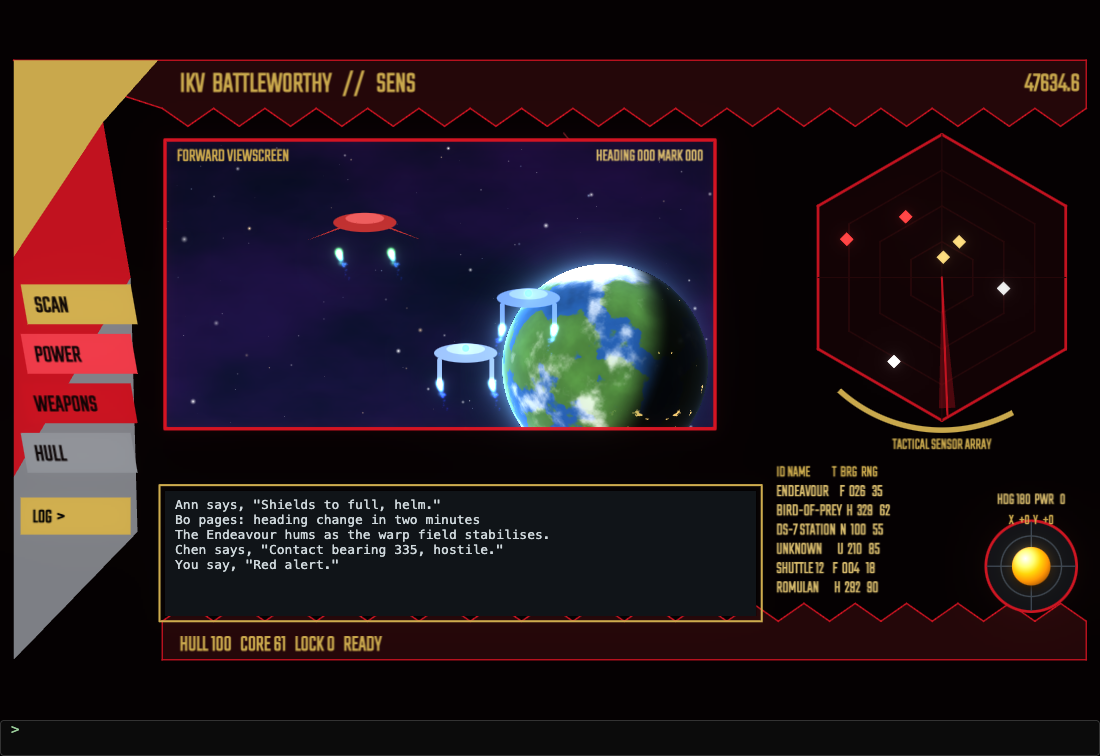 IKV BATTLEWORTHY // SENS
47634.6
FORWARD VIEWSCREEN
HEADING 000 MARK 000
SCAN
POWER
WEAPONS
HULL
LOG >
TACTICAL SENSOR ARRAY
ID NAME T BRG RNG
ENDEAVOUR F 026 35
BIRD-OF-PREY H 329 62
DS-7 STATION N 100 55
UNKNOWN U 210 85
SHUTTLE 12 F 004 18
ROMULAN H 282 90
HDG 180 PWR 0
X +0 Y +0
Ann says, "Shields to full, helm."
Bo pages: heading change in two minutes
The Endeavour hums as the warp field stabilises.
Chen says, "Contact bearing 335, hostile."
You say, "Red alert."
HULL 100 CORE 61 LOCK 0 READY
>